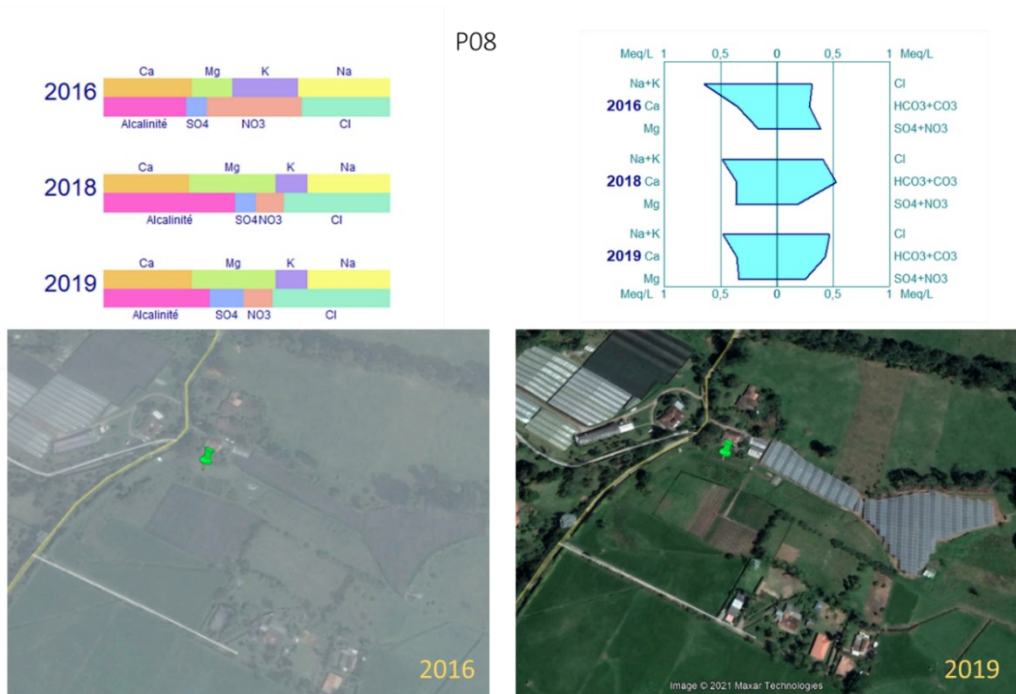 P08
Ca Mg K Na
2016
Alcalinité SO4 NO3 Cl
Ca Mg K Na
2018
Alcalinité SO4 NO3 Cl
Ca Mg K Na
2019
Alcalinité SO4 NO3 Cl
Meq/L 1 0,5 0 0,5 1 Meq/L
Na+K Cl
2016 Ca HCO3+CO3
Mg SO4+NO3
Na+K Cl
2018 Ca HCO3+CO3
Mg SO4+NO3
Na+K Cl
2019 Ca HCO3+CO3
Mg SO4+NO3
Meq/L 1 0,5 0 0,5 1 Meq/L
2016
2019
Image © 2021 Maxar Technologies